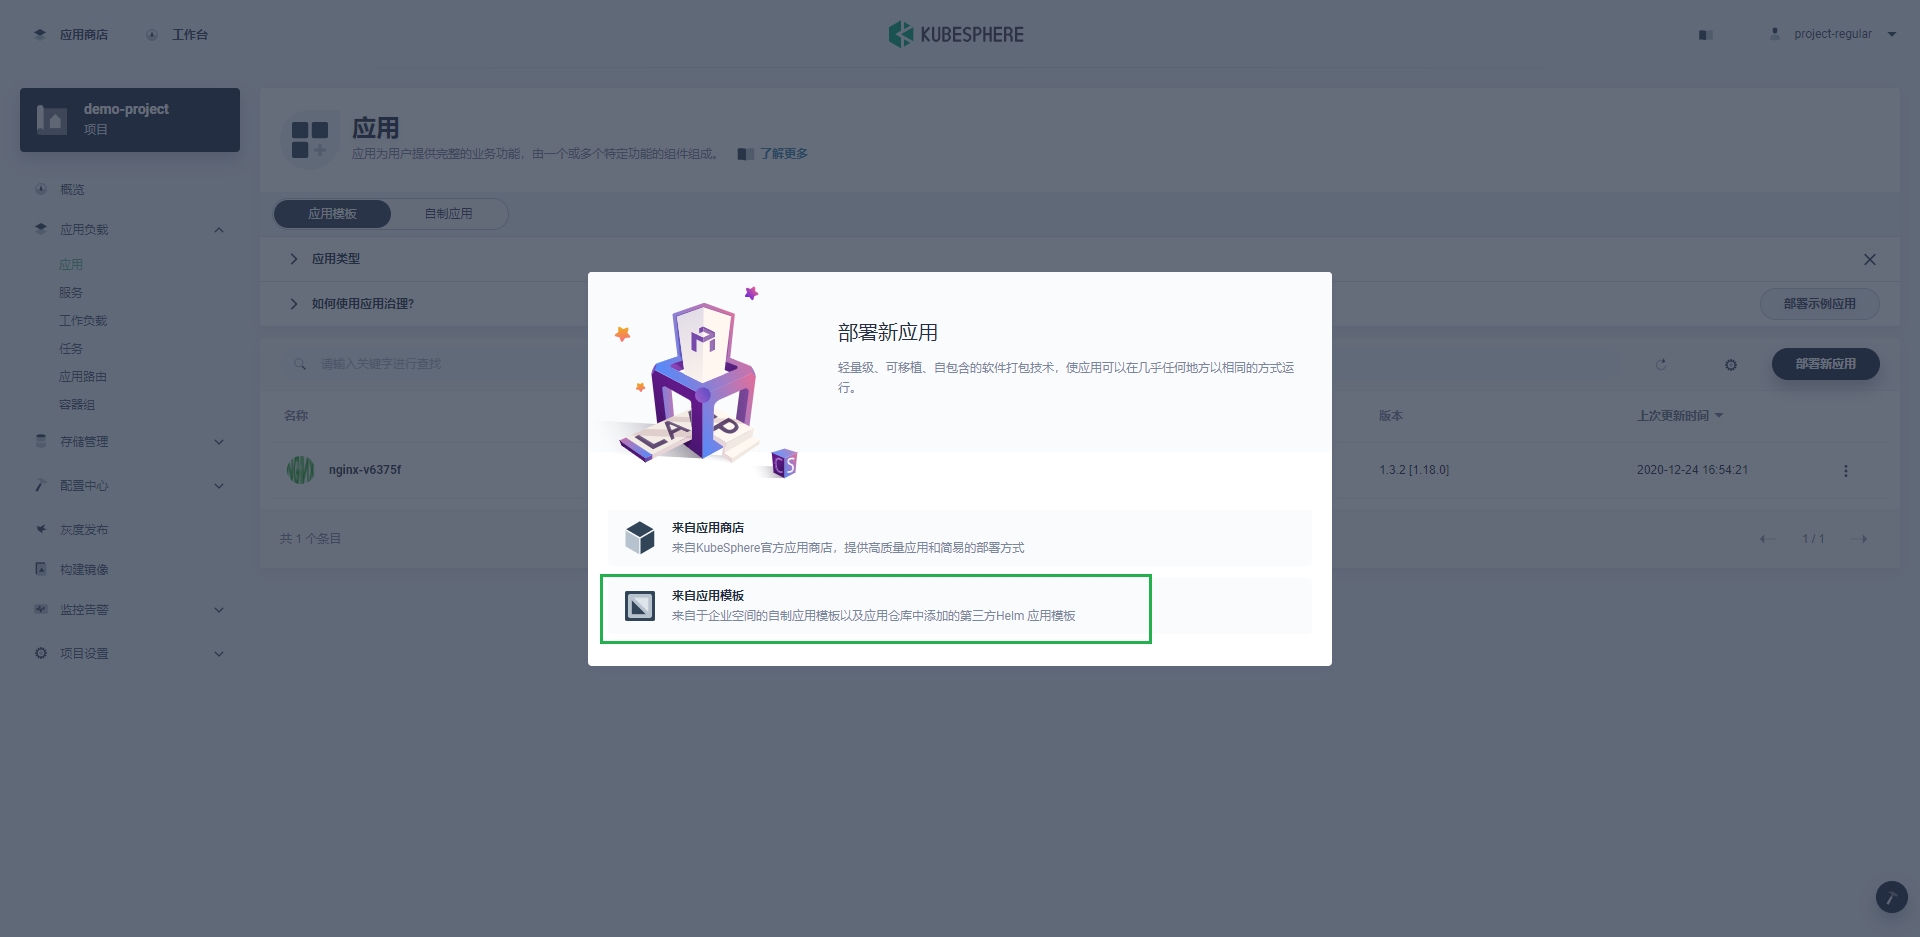 应用商店
工作台
KUBESPHERE
project-regular
demo-project
项目
概览
应用负载
应用
服务
工作负载
任务
应用路由
容器组
存储管理
配置中心
灰度发布
构建镜像
监控告警
项目设置
应用
应用为用户提供完整的业务功能，由一个或多个特定功能的组件组成。 了解更多
应用模板 自制应用
应用类型
如何使用应用治理?
部署示例应用
请输入关键字进行查找
部署新应用
名称 版本 上次更新时间
nginx-v6375f 1.3.2 [1.18.0] 2020-12-24 16:54:21
共 1 个条目
1 / 1
部署新应用
轻量级、可移植、自包含的软件打包技术，使应用可以在几乎任何地方以相同的方式运
行。
CS
来自应用商店
来自KubeSphere官方应用商店，提供高质量应用和简易的部署方式
来自应用模板
来自于企业空间的自制应用模板以及应用仓库中添加的第三方Helm 应用模板